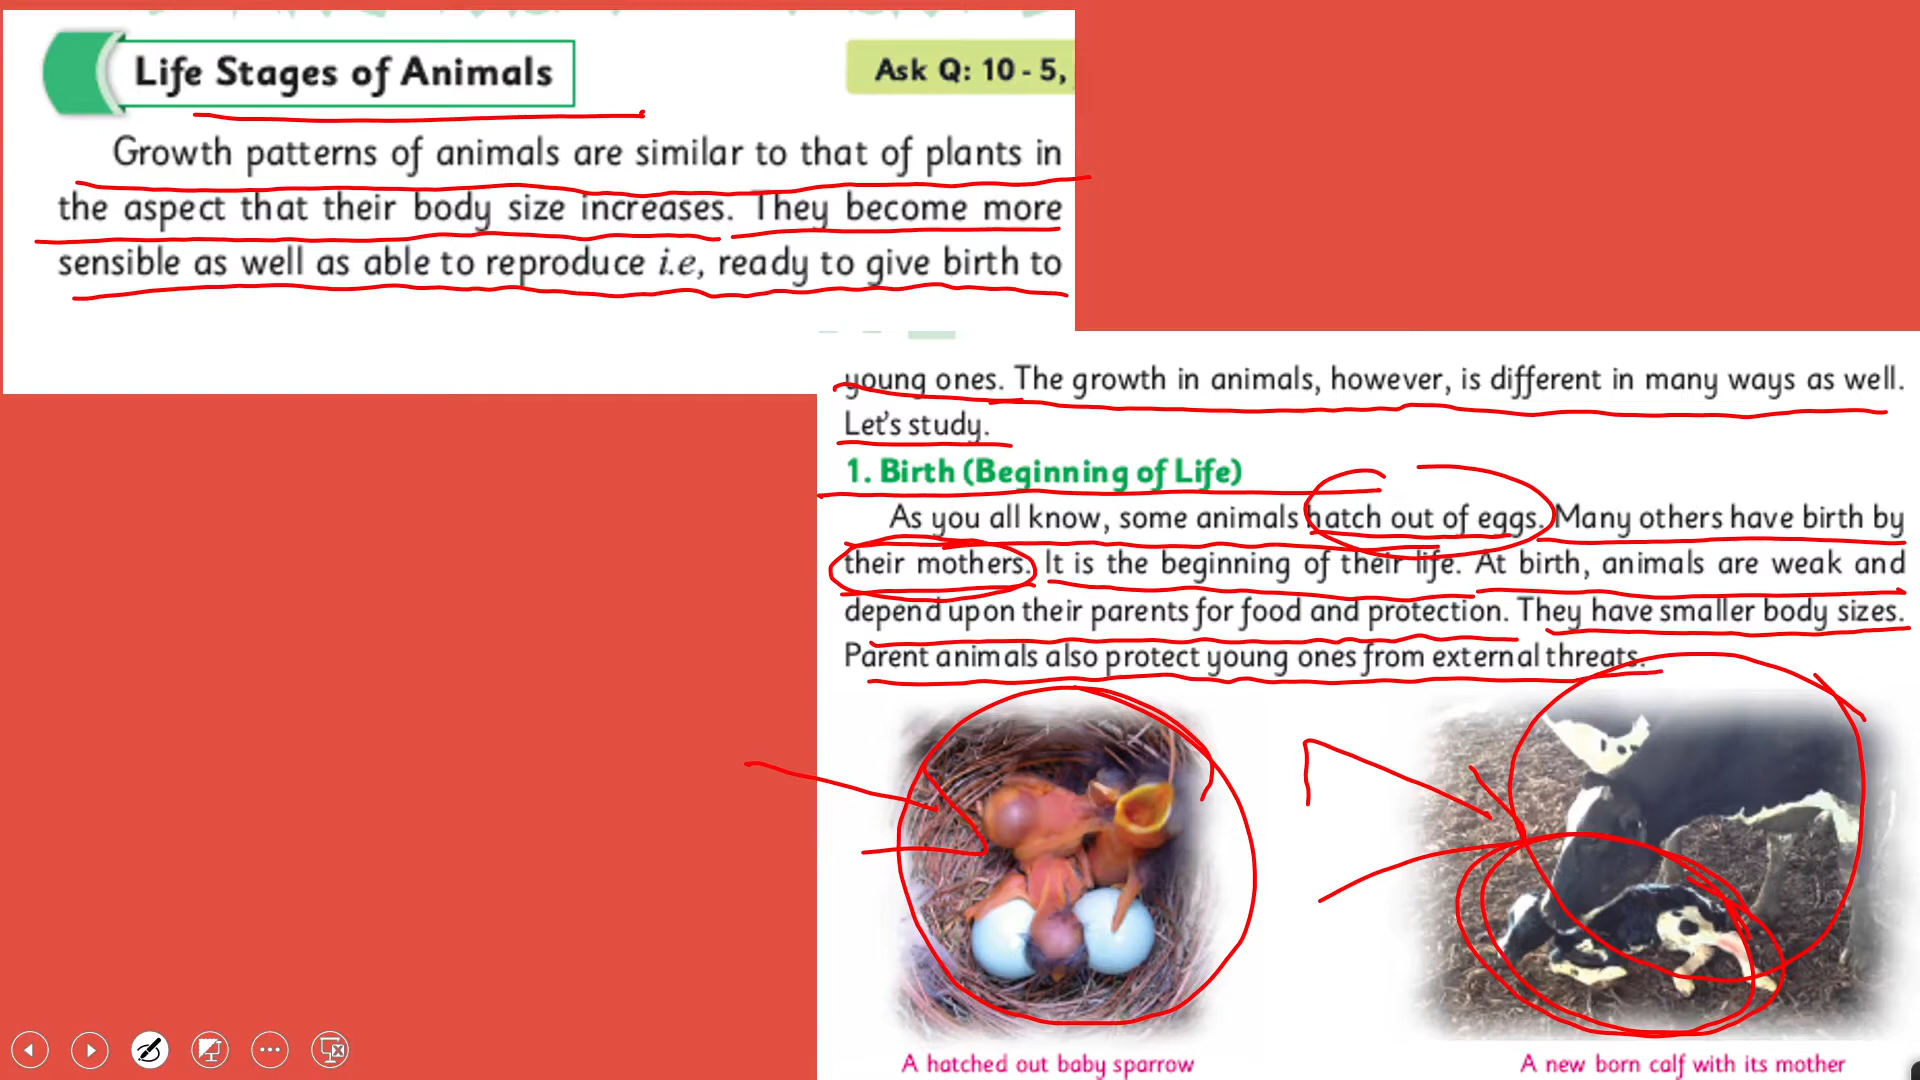 Life Stages of Animals
Ask Q: 10 - 5,
Growth patterns of animals are similar to that of plants in
the aspect that their body size increases. They become more
sensible as well as able to reproduce i.e, ready to give birth to
young ones. The growth in animals, however, is different in many ways as well.
Let's study.
1. Birth (Beginning of Life)
As you all know, some animals hatch out of eggs. Many others have birth by
their mothers. It is the beginning of their life. At birth, animals are weak and
depend upon their parents for food and protection. They have smaller body sizes.
Parent animals also protect young ones from external threats.
A hatched out baby sparrow
A new born calf with its mother